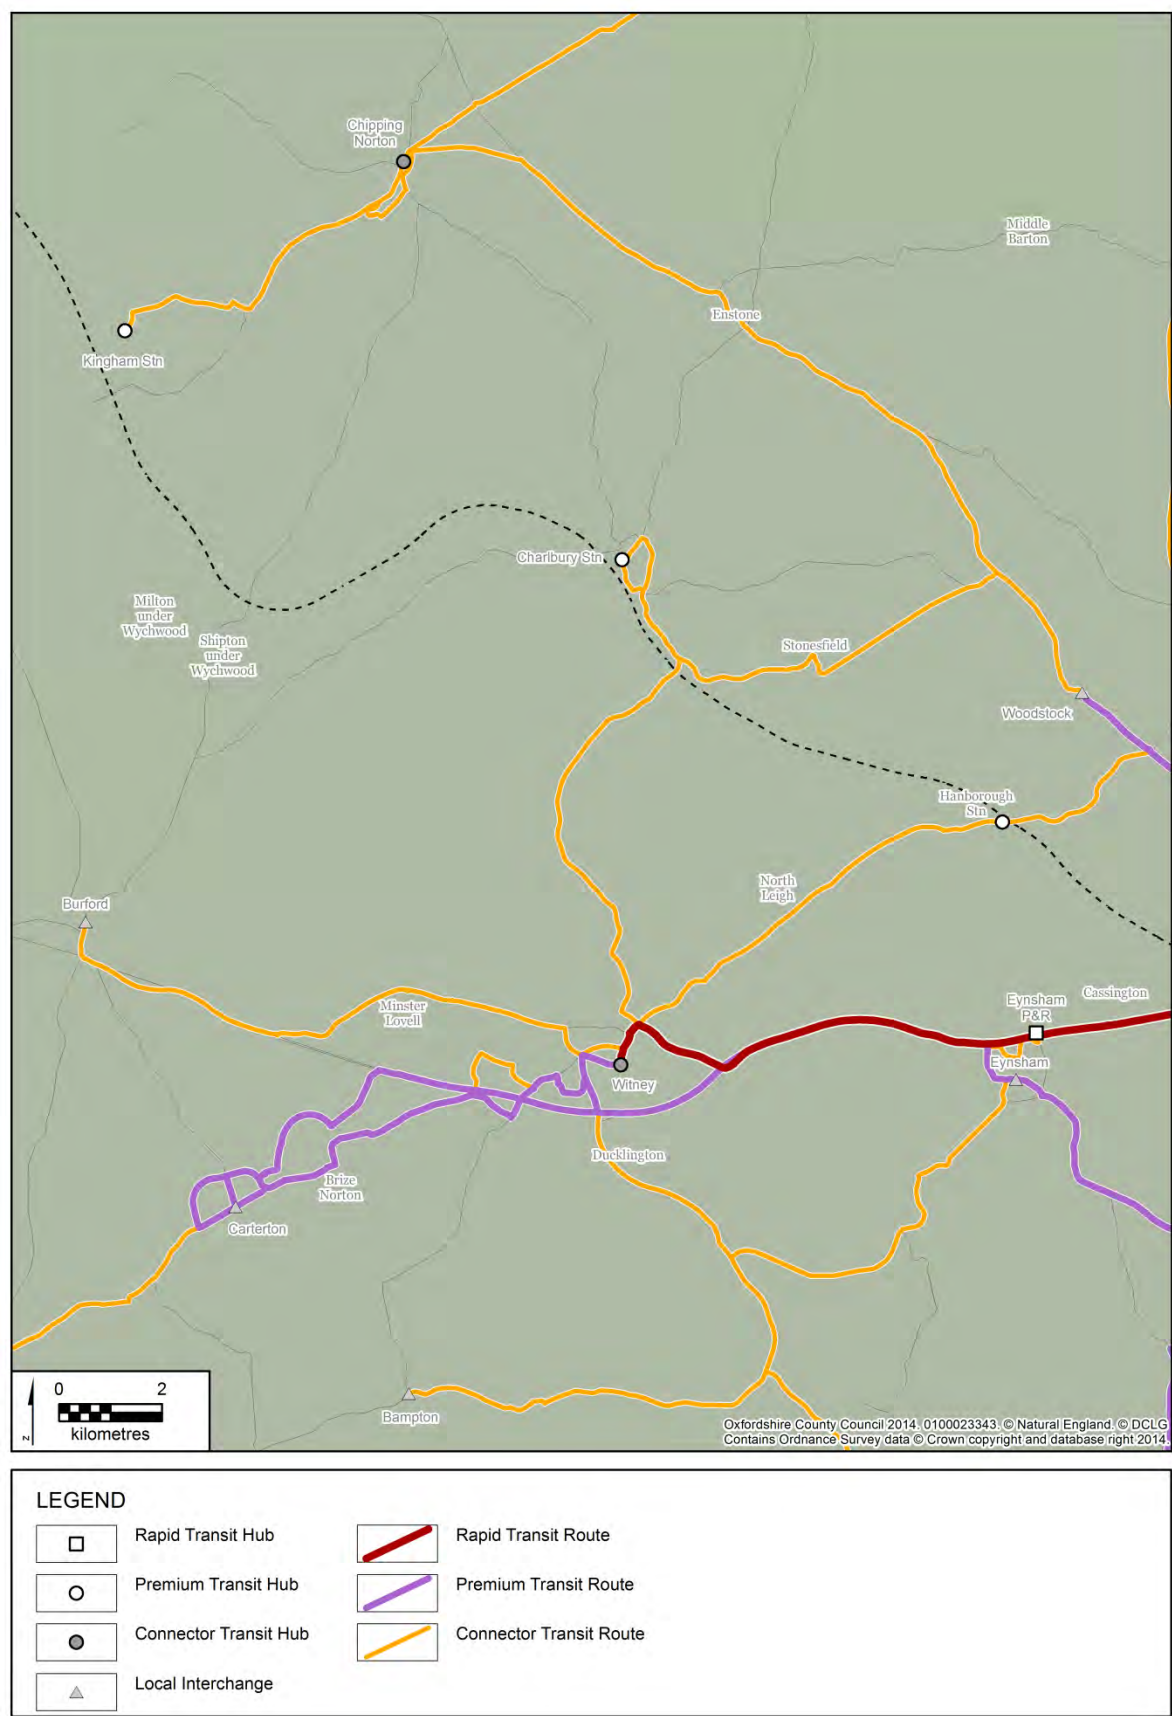 Chipping
Norton
Middle
Barton
Enstone
Kingham Stn
Charlbury Stn
Milton
under
Wychwood
Shipton
under
Wychwood
Stonesfield
Woodstock
Hanborough
Stn
North
Leigh
Burford
Minster
Lovell
Cassington
Eynsham
P&R
Eynsham
Witney
Ducklington
Brize
Norton
Carterton
Bampton
0 2
kilometres
z
Oxfordshire County Council 2014. 0100023343. © Natural England. © DCLG
Contains Ordnance Survey data © Crown copyright and database right 2014.
LEGEND
Rapid Transit Hub
Rapid Transit Route
Premium Transit Hub
Premium Transit Route
Connector Transit Hub
Connector Transit Route
Local Interchange